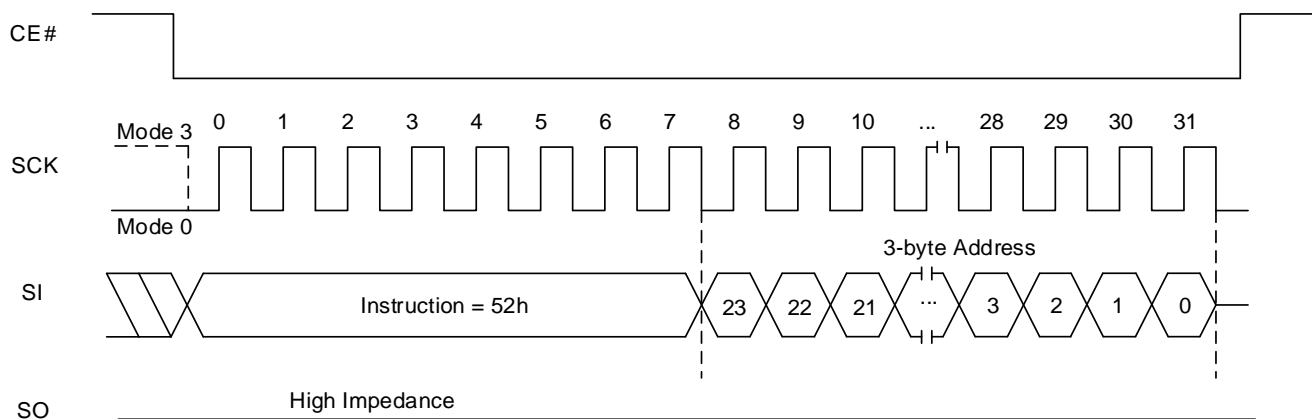 CE#
Mode 3 0 1 2 3 4 5 6 7 8 9 10 ... 28 29 30 31
SCK
Mode 0
3-byte Address
SI Instruction = 52h 23 22 21 ... 3 2 1 0
High Impedance
SO